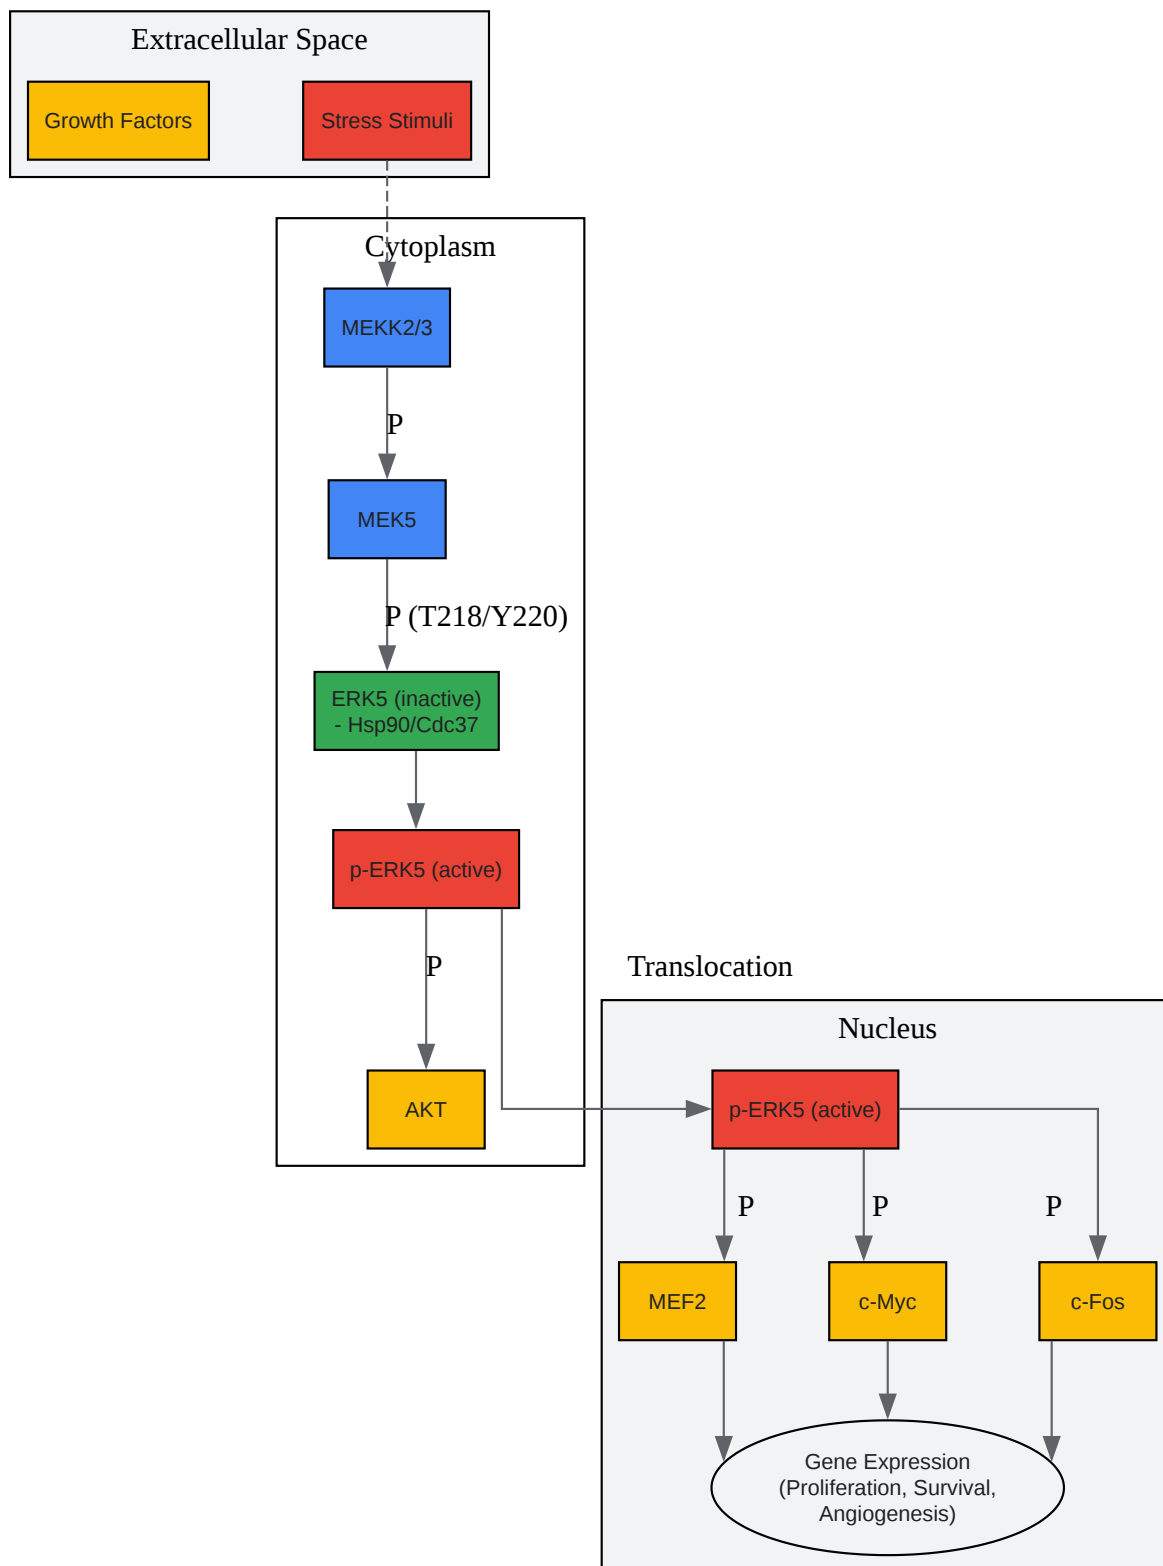 Extracellular Space
Growth Factors
Stress Stimuli
Cytoplasm
MEKK2/3
P
MEK5
P (T218/Y220)
ERK5 (inactive)
- Hsp90/Cdc37
p-ERK5 (active)
P
Translocation
Nucleus
AKT
p-ERK5 (active)
P
P
P
MEF2
c-Myc
c-Fos
Gene Expression
(Proliferation, Survival,
Angiogenesis)